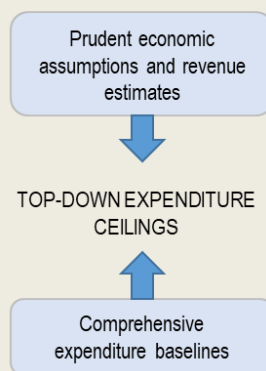 Prudent economic
assumptions and revenue
estimates
TOP-DOWN EXPENDITURE
CEILINGS
Comprehensive
expenditure baselines